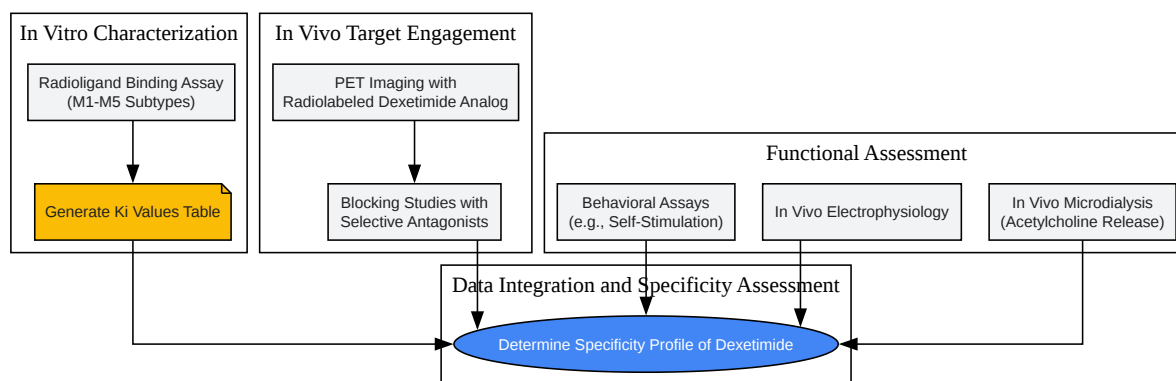 In Vitro Characterization
Radioligand Binding Assay
(M1-M5 Subtypes)
Generate Ki Values Table
In Vivo Target Engagement
PET Imaging with
Radiolabeled Dexetimide Analog
Blocking Studies with
Selective Antagonists
Functional Assessment
Behavioral Assays
(e.g., Self-Stimulation)
In Vivo Electrophysiology
In Vivo Microdialysis
(Acetylcholine Release)
Data Integration and Specificity Assessment
Determine Specificity Profile of Dexetimide